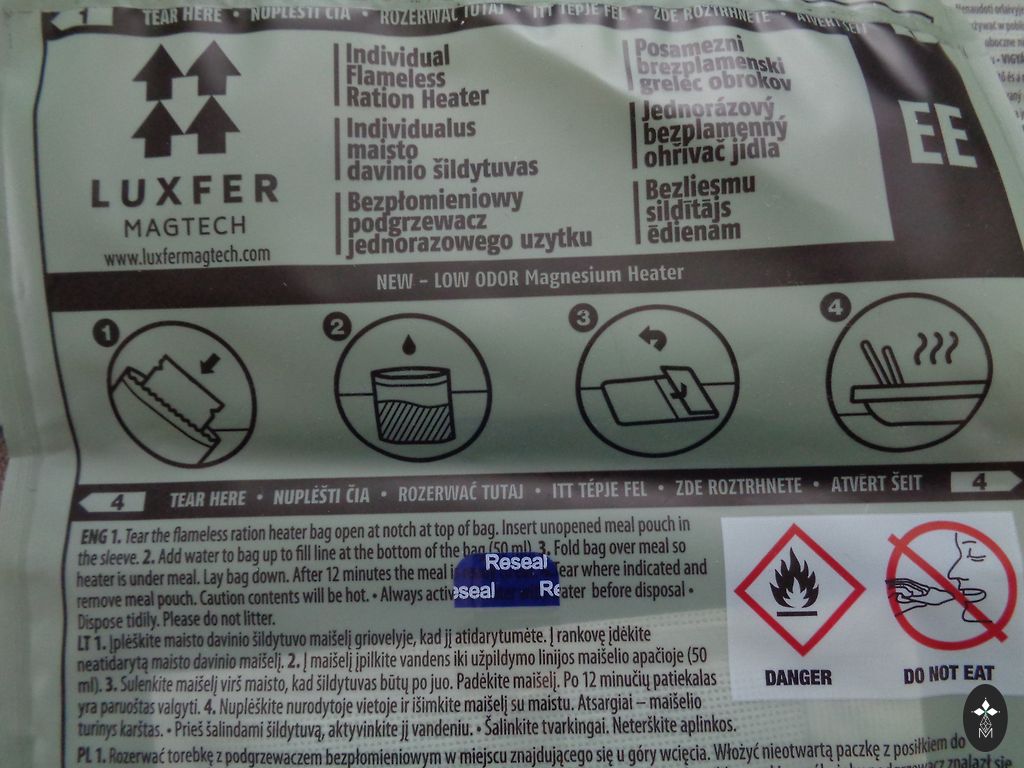 1 TEAR HERE • NUPLĖŠTI ČIA • ROZERWAĆ TUTAJ • ITT TÉPJE FEL • ZDE ROZTRHNETE • ATVĒRT ŠEIT
LUXFER
MAGTECH
www.luxfermagtech.com
Individual
Flameless
Ration Heater
Individualus
maisto
davinio šildytuvas
Bezpłomieniowy
podgrzewacz
jednorazowego uzytku
Posamezni
brezplamenski
grelec obrokov
Jednorázový
bezplamenný
ohřívač jídla
Bezliesmu
sildītājs
ēdienam
EE
NEW – LOW ODOR Magnesium Heater
1
2
3
4
4 TEAR HERE • NUPLĖŠTI ČIA • ROZERWAĆ TUTAJ • ITT TÉPJE FEL • ZDE ROZTRHNETE • ATVĒRT ŠEIT 4
ENG 1. Tear the flameless ration heater bag open at notch at top of bag. Insert unopened meal pouch in
the sleeve. 2. Add water to bag up to fill line at the bottom of the bag (50 ml). 3. Fold bag over meal so
heater is under meal. Lay bag down. After 12 minutes the meal Tear where indicated and
remove meal pouch. Caution contents will be hot. • Always water before disposal •
Dispose tidily. Please do not litter.
Reseal
eseal Re
LT 1. Įplėškite maisto davinio šildytuvo maišelį griovelyje, kad jį atidarytumėte. Į rankovę įdėkite
neatidarytą maisto davinio maišelį. 2. Į maišelį įpilkite vandens iki užpildymo linijos maišelio apačioje (50
ml). 3. Sulenkite maišelį virš maisto, kad šildytuvas būtų po juo. Padėkite maišelį. Po 12 minučių patiekalas
yra paruoštas valgyti. 4. Nuplėškite nurodytoje vietoje ir išimkite maišelį su maistu. Atsargiai – maišelio
turinys karštas. • Prieš šalindami šildytuvą, aktyvinkite jį vandeniu. • Šalinkite tvarkingai. Neterškite aplinkos.
PL 1. Rozerwać torebkę z podgrzewaczem bezpłomieniowym w miejscu znajdującego się u góry wcięcia. Włożyć nieotwartą paczkę z posiłkiem do
DANGER
DO NOT EAT
M